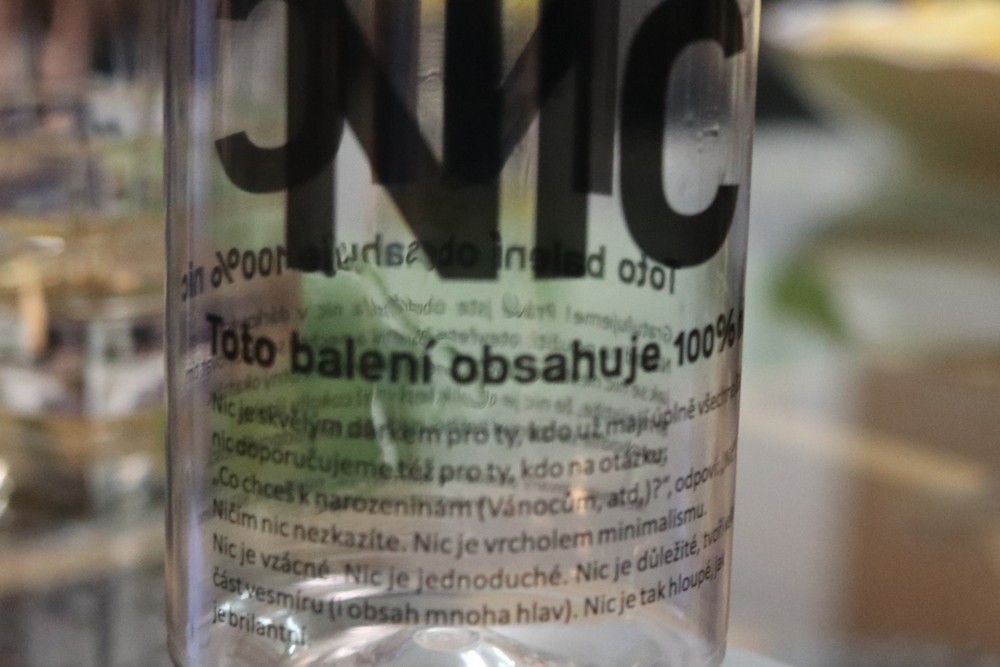 NIC
Toto balení obsahuje 100%
Nic je skvělým dárkem pro ty, kdo už mají úplně
nic doporučujeme též pro ty, kdo na otázku:
„Co chceš k narozeninám (Vánocům, atd.)?“, odpoví:
Ničím nic nezkazíte. Nic je vrcholem minimalismu.
Nic je vzácné. Nic je jednoduché. Nic je důležité, tvoří
část vesmíru (i obsah mnoha hlav). Nic je tak hloupé,
je brilantní.